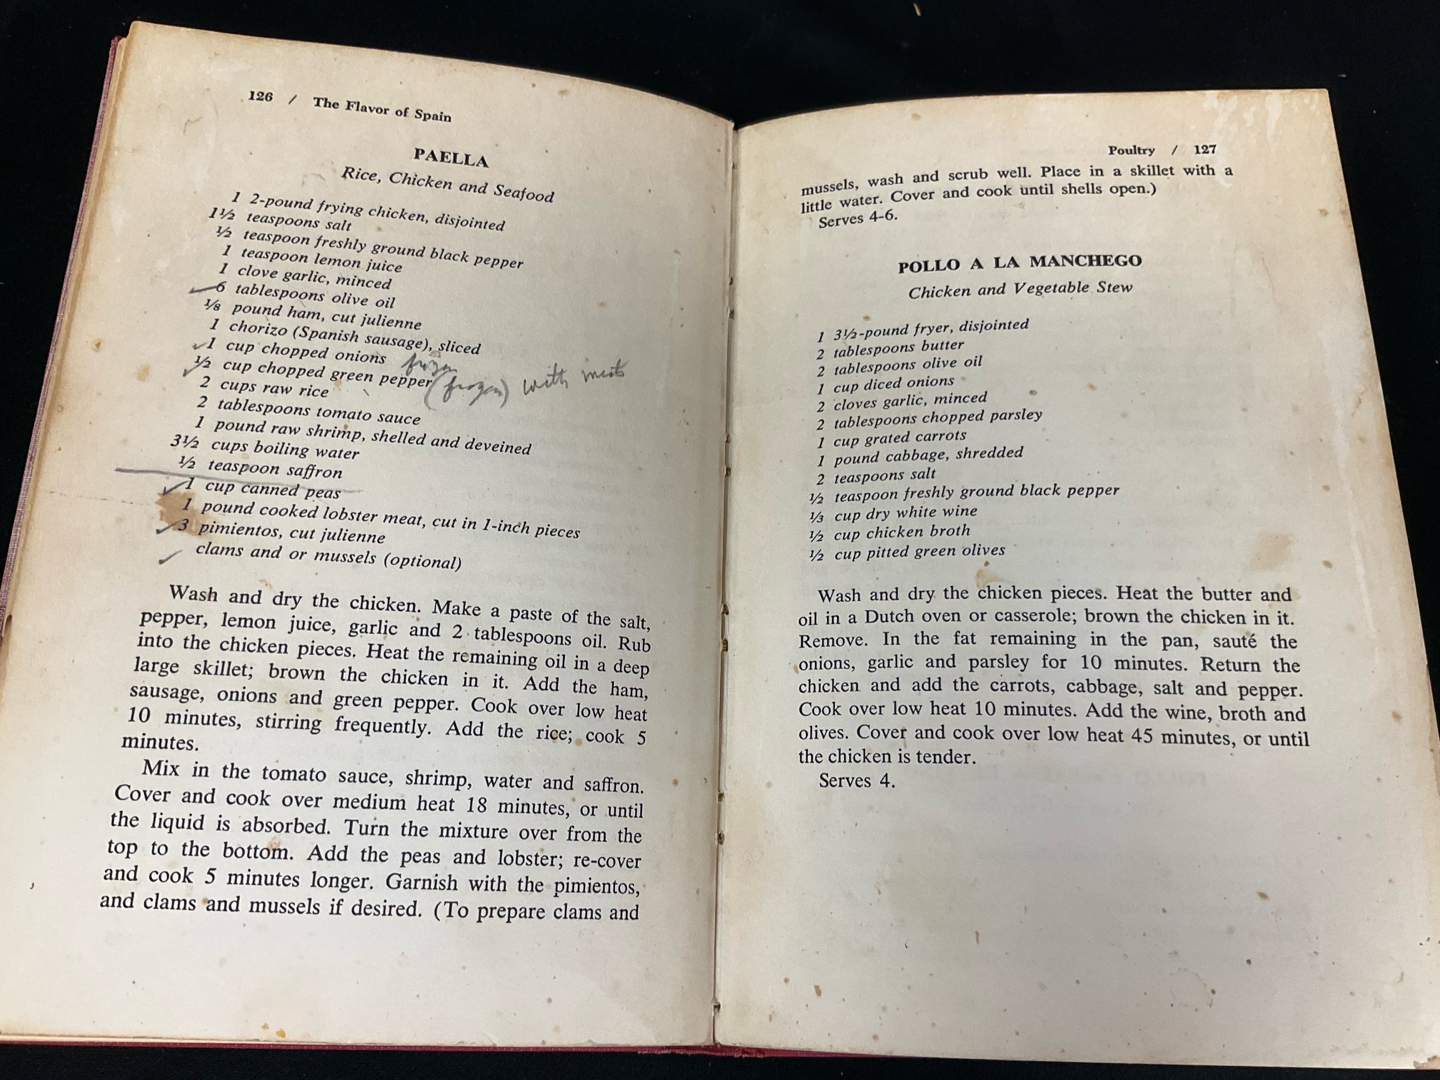 126 / The Flavor of Spain
PAELLA
Rice, Chicken and Seafood
1 2-pound frying chicken, disjointed
1½ teaspoons salt
½ teaspoon freshly ground black pepper
1 teaspoon lemon juice
1 clove garlic, minced
6 tablespoons olive oil
⅛ pound ham, cut julienne
1 chorizo (Spanish sausage), sliced
1 cup chopped onions frozen
½ cup chopped green pepper (frozen) with
2 cups raw rice
2 tablespoons tomato sauce
1 pound raw shrimp, shelled and deveined
3½ cups boiling water
½ teaspoon saffron
1 cup canned peas
1 pound cooked lobster meat, cut in 1-inch pieces
3 pimientos, cut julienne
clams and or mussels (optional)
Wash and dry the chicken. Make a paste of the salt,
pepper, lemon juice, garlic and 2 tablespoons oil. Rub
into the chicken pieces. Heat the remaining oil in a deep
large skillet; brown the chicken in it. Add the ham,
sausage, onions and green pepper. Cook over low heat
10 minutes, stirring frequently. Add the rice; cook 5
minutes.
Mix in the tomato sauce, shrimp, water and saffron.
Cover and cook over medium heat 18 minutes, or until
the liquid is absorbed. Turn the mixture over from the
top to the bottom. Add the peas and lobster; re-cover
and cook 5 minutes longer. Garnish with the pimientos,
and clams and mussels if desired. (To prepare clams and
Poultry / 127
mussels, wash and scrub well. Place in a skillet with a
little water. Cover and cook until shells open.)
Serves 4-6.
POLLO A LA MANCHEGO
Chicken and Vegetable Stew
1 3½-pound fryer, disjointed
2 tablespoons butter
2 tablespoons olive oil
1 cup diced onions
2 cloves garlic, minced
2 tablespoons chopped parsley
1 cup grated carrots
1 pound cabbage, shredded
2 teaspoons salt
½ teaspoon freshly ground black pepper
⅓ cup dry white wine
½ cup chicken broth
½ cup pitted green olives
Wash and dry the chicken pieces. Heat the butter and
oil in a Dutch oven or casserole; brown the chicken in it.
Remove. In the fat remaining in the pan, sauté the
onions, garlic and parsley for 10 minutes. Return the
chicken and add the carrots, cabbage, salt and pepper.
Cook over low heat 10 minutes. Add the wine, broth and
olives. Cover and cook over low heat 45 minutes, or until
the chicken is tender.
Serves 4.